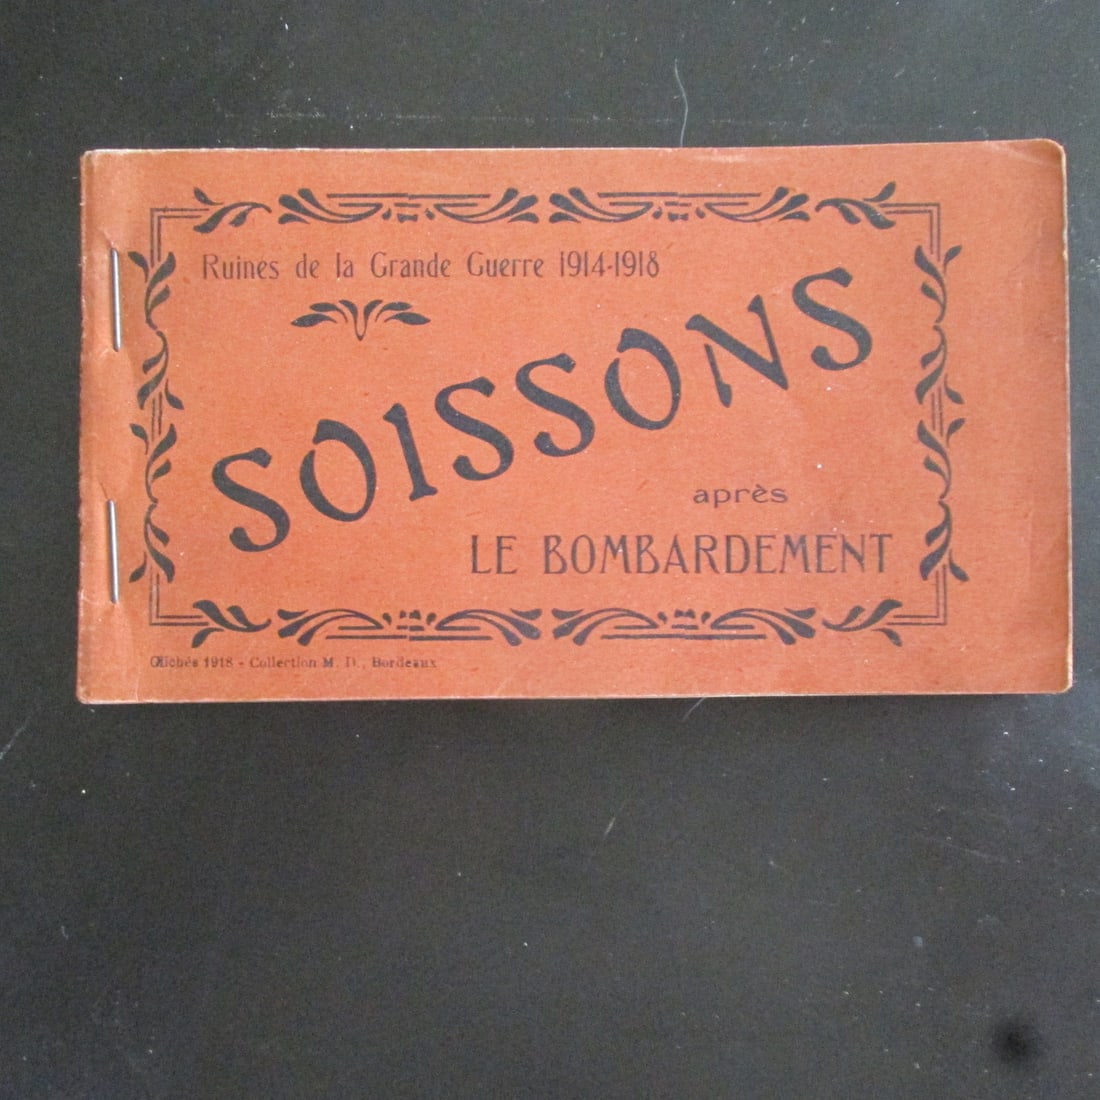 Ruines de la Grande Guerre 1914-1918
SOISSONS
après
LE BOMBARDEMENT
Clichés 1918 - Collection M. D., Bordeaux